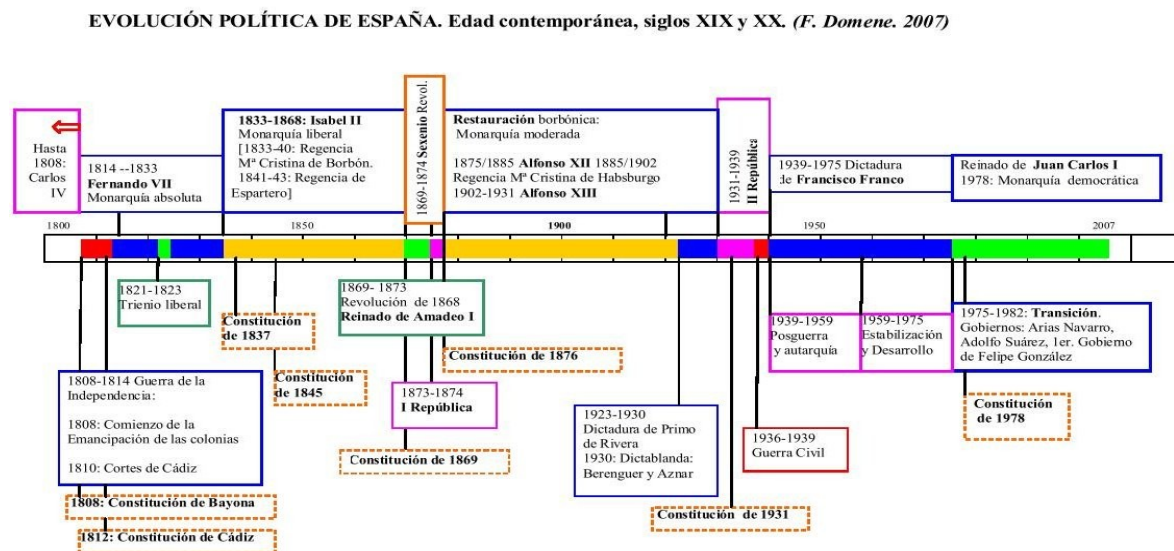 EVOLUCIÓN POLÍTICA DE ESPAÑA. Edad contemporánea, siglos XIX y XX. (F. Domene. 2007)
Hasta
1808:
Carlos
IV
1814 --1833
Fernando VII
Monarquía absoluta
1833-1868: Isabel II
Monarquía liberal
[1833-40: Regencia
Mª Cristina de Borbón.
1841-43: Regencia de
Espartero]
1869-1874 Sexenio Revol.
Restauración borbónica:
Monarquía moderada
1875/1885 Alfonso XII 1885/1902
Regencia Mª Cristina de Habsburgo
1902-1931 Alfonso XIII
1931-1939
II República
1939-1975 Dictadura
de Francisco Franco
Reinado de Juan Carlos I
1978: Monarquía democrática
1800
1850
1900
1950
2007
1821-1823
Trienio liberal
Constitución
de 1837
Constitución
de 1845
1869- 1873
Revolución de 1868
Reinado de Amadeo I
Constitución de 1876
1873-1874
I República
Constitución de 1869
1808-1814 Guerra de la
Independencia:
1808: Comienzo de la
Emancipación de las colonias
1810: Cortes de Cádiz
1808: Constitución de Bayona
1812: Constitución de Cádiz
1923-1930
Dictadura de Primo
de Rivera
1930: Dictablanda:
Berenguer y Aznar
Constitución de 1931
1936-1939
Guerra Civil
1939-1959
Posguerra
y autarquía
1959-1975
Estabilización
y Desarrollo
1975-1982: Transición.
Gobiernos: Arias Navarro,
Adolfo Suárez, 1er. Gobierno
de Felipe González
Constitución
de 1978